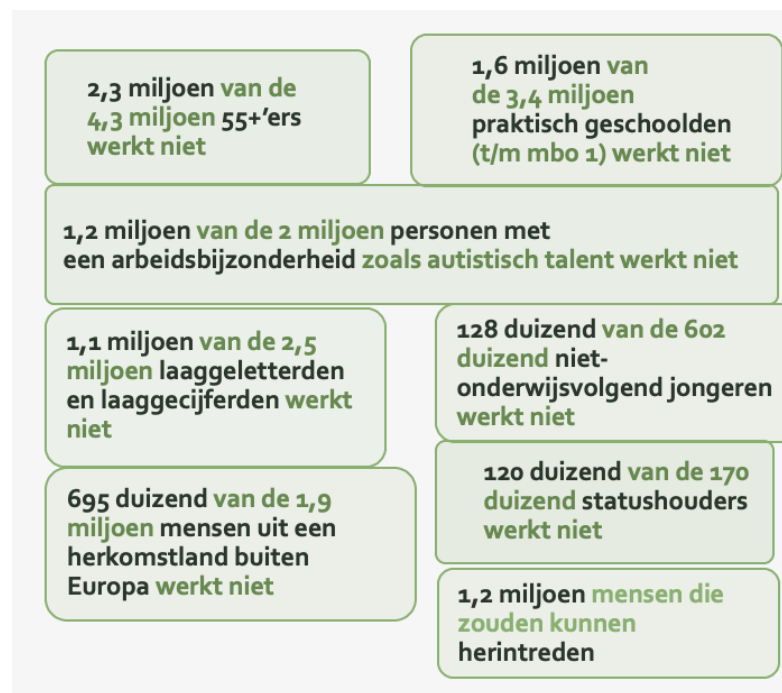 2,3 miljoen van de
4,3 miljoen 55+'ers
werkt niet
1,6 miljoen van
de 3,4 miljoen
praktisch geschoolden
(t/m mbo 1) werkt niet
1,2 miljoen van de 2 miljoen personen met
een arbeidsbijzonderheid zoals autistisch talent werkt niet
1,1 miljoen van de 2,5
miljoen laaggeletterden
en laaggecijferden werkt
niet
128 duizend van de 602
duizend niet-
onderwijsvolgend jongeren
werkt niet
695 duizend van de 1,9
miljoen mensen uit een
herkomstland buiten
Europa werkt niet
120 duizend van de 170
duizend statushouders
werkt niet
1,2 miljoen mensen die
zouden kunnen
herintreden